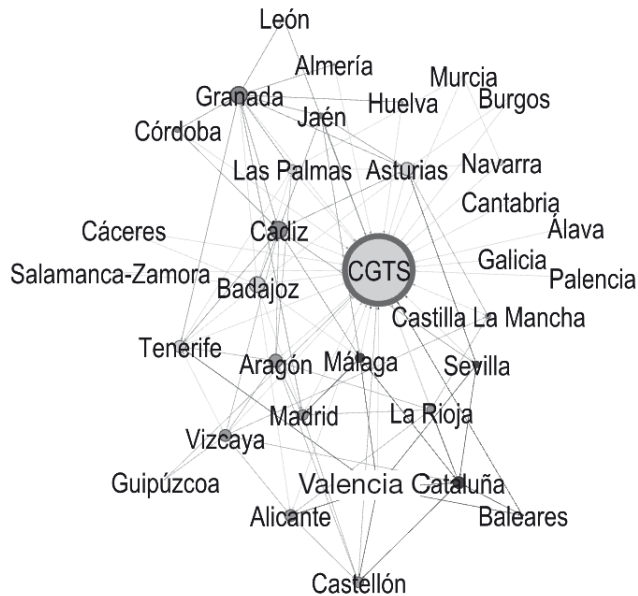 León
Almería
Murcia
Granada
Huelva
Burgos
Jaén
Córdoba
Las Palmas
Asturias
Navarra
Cantabria
Cáceres
Cádiz
Álava
Galicia
Salamanca-Zamora
Badajoz
CGTS
Palencia
Castilla La Mancha
Tenerife
Aragón
Málaga
Sevilla
Madrid
La Rioja
Vizcaya
Guipúzcoa
Valencia
Cataluña
Alicante
Baleares
Castellón